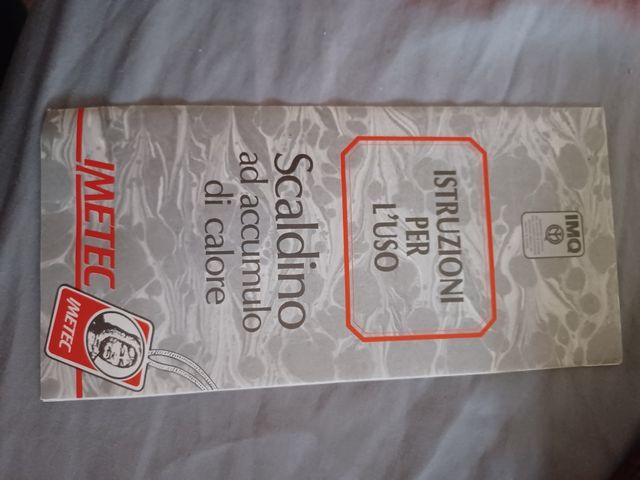 IMQ
ISTRUZIONI
PER
L'USO
Scaldino
ad accumulo
di calore
IMETEC
IMETEC